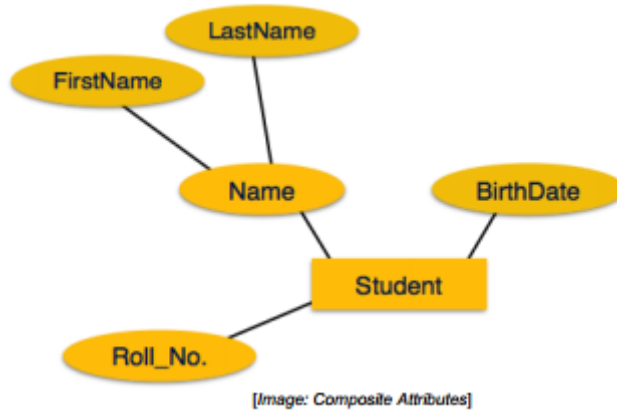 LastName
FirstName
Name
BirthDate
Student
Roll_No.
[Image: Composite Attributes]